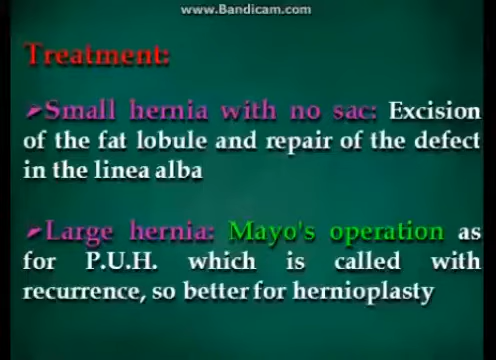 www.Bandicam.com
Treatment:
➢Small hernia with no sac: Excision
of the fat lobule and repair of the defect
in the linea alba
➢Large hernia: Mayo's operation as
for P.U.H. which is called with
recurrence, so better for hernioplasty